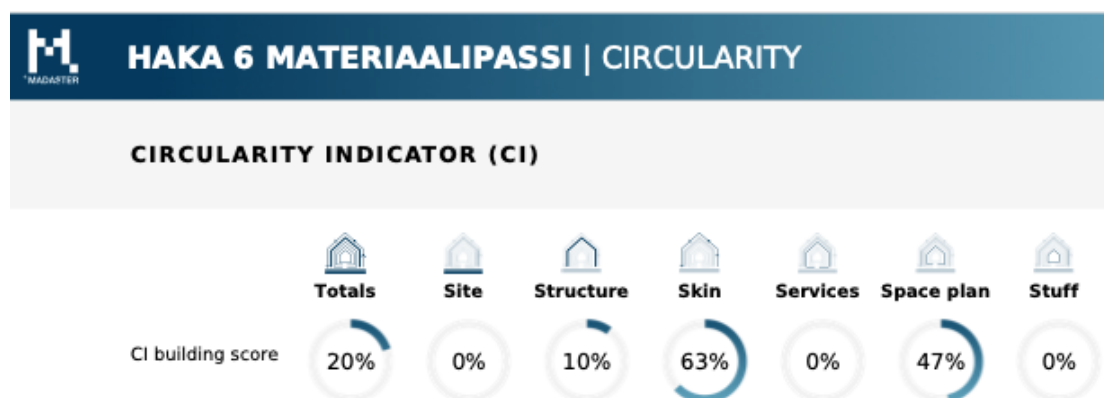 HAKA 6 MATERIAALIPASSI | CIRCULARITY
MADASTER
CIRCULARITY INDICATOR (CI)
Totals Site Structure Skin Services Space plan Stuff
CI building score 20% 0% 10% 63% 0% 47% 0%